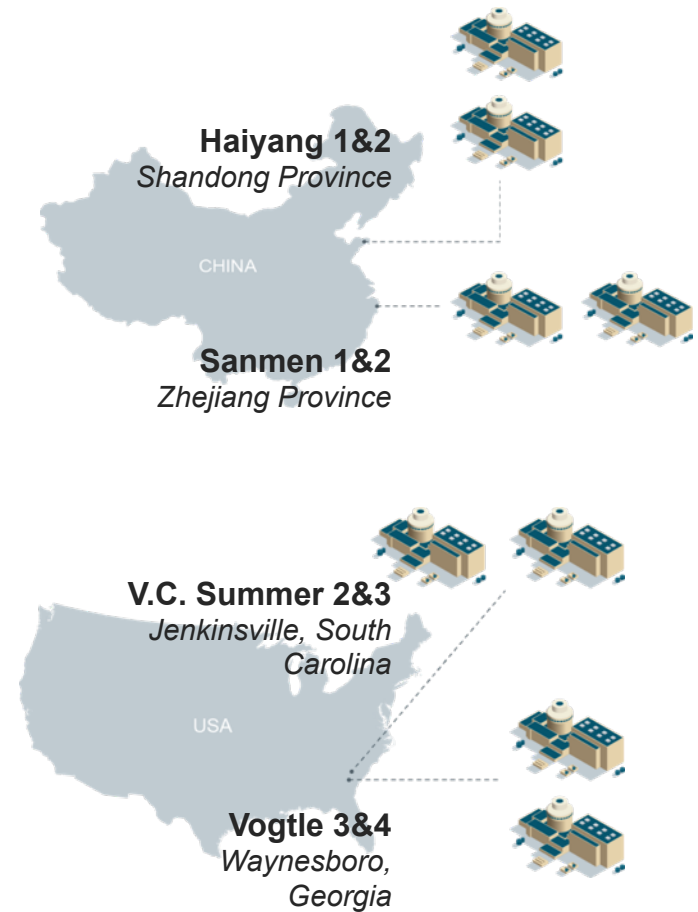 Haiyang 1&2
Shandong Province
CHINA
Sanmen 1&2
Zhejiang Province
V.C. Summer 2&3
Jenkinsville, South
Carolina
USA
Vogtle 3&4
Waynesboro,
Georgia